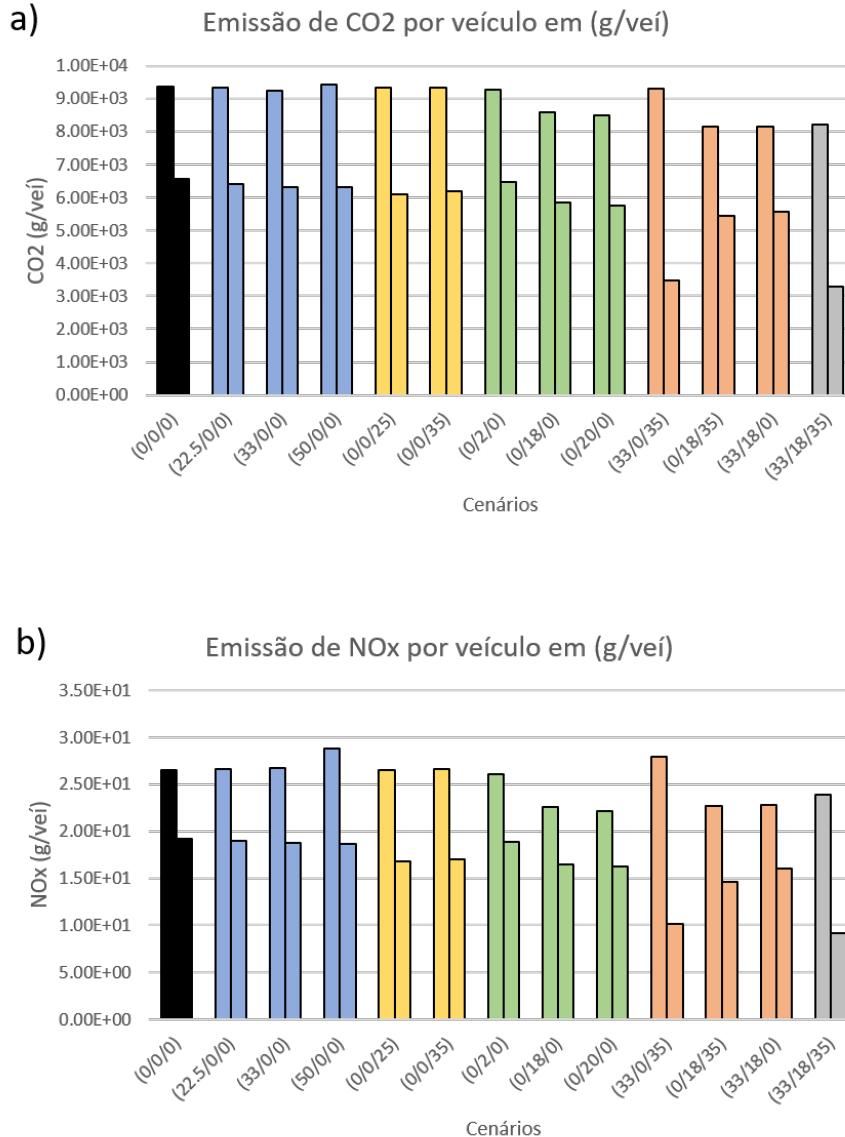 a)
Emissão de CO2 por veículo em (g/veí)
CO2 (g/veí)
1.00E+04
9.00E+03
8.00E+03
7.00E+03
6.00E+03
5.00E+03
4.00E+03
3.00E+03
2.00E+03
1.00E+03
0.00E+00
(0/0/0)
(22.5/0/0)
(33/0/0)
(50/0/0)
(0/0/25)
(0/0/35)
(0/2/0)
(0/18/0)
(0/20/0)
(33/0/35)
(0/18/35)
(33/18/0)
(33/18/35)
Cenários
b)
Emissão de NOx por veículo em (g/veí)
NOx (g/veí)
3.50E+01
3.00E+01
2.50E+01
2.00E+01
1.50E+01
1.00E+01
5.00E+00
0.00E+00
(0/0/0)
(22.5/0/0)
(33/0/0)
(50/0/0)
(0/0/25)
(0/0/35)
(0/2/0)
(0/18/0)
(0/20/0)
(33/0/35)
(0/18/35)
(33/18/0)
(33/18/35)
Cenários